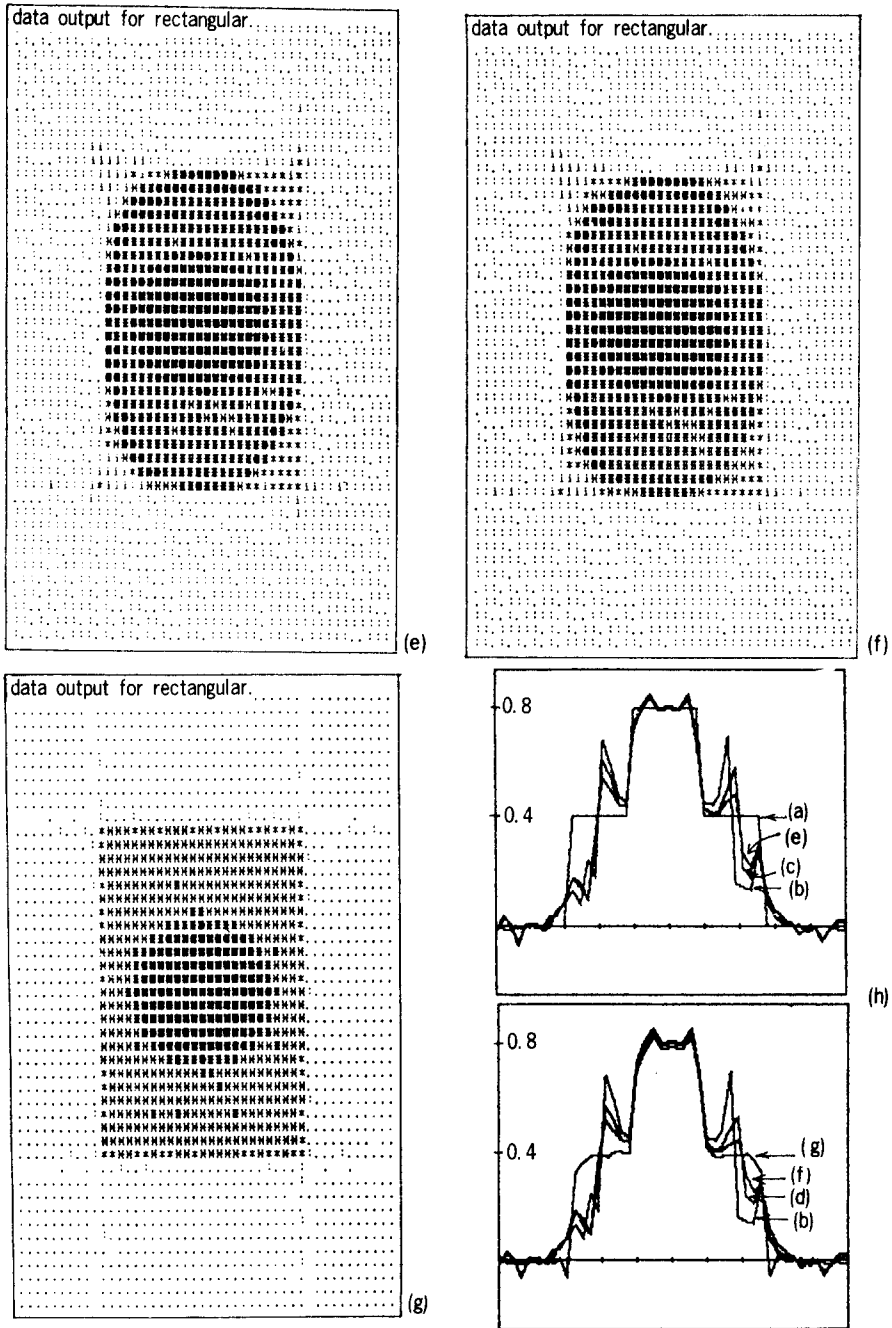 data output for rectangular.
(e)
data output for rectangular.
(f)
data output for rectangular.
(g)
0.8
0.4
(a)
(e)
(c)
(b)
(h)
0.8
0.4
(g)
(f)
(d)
(b)